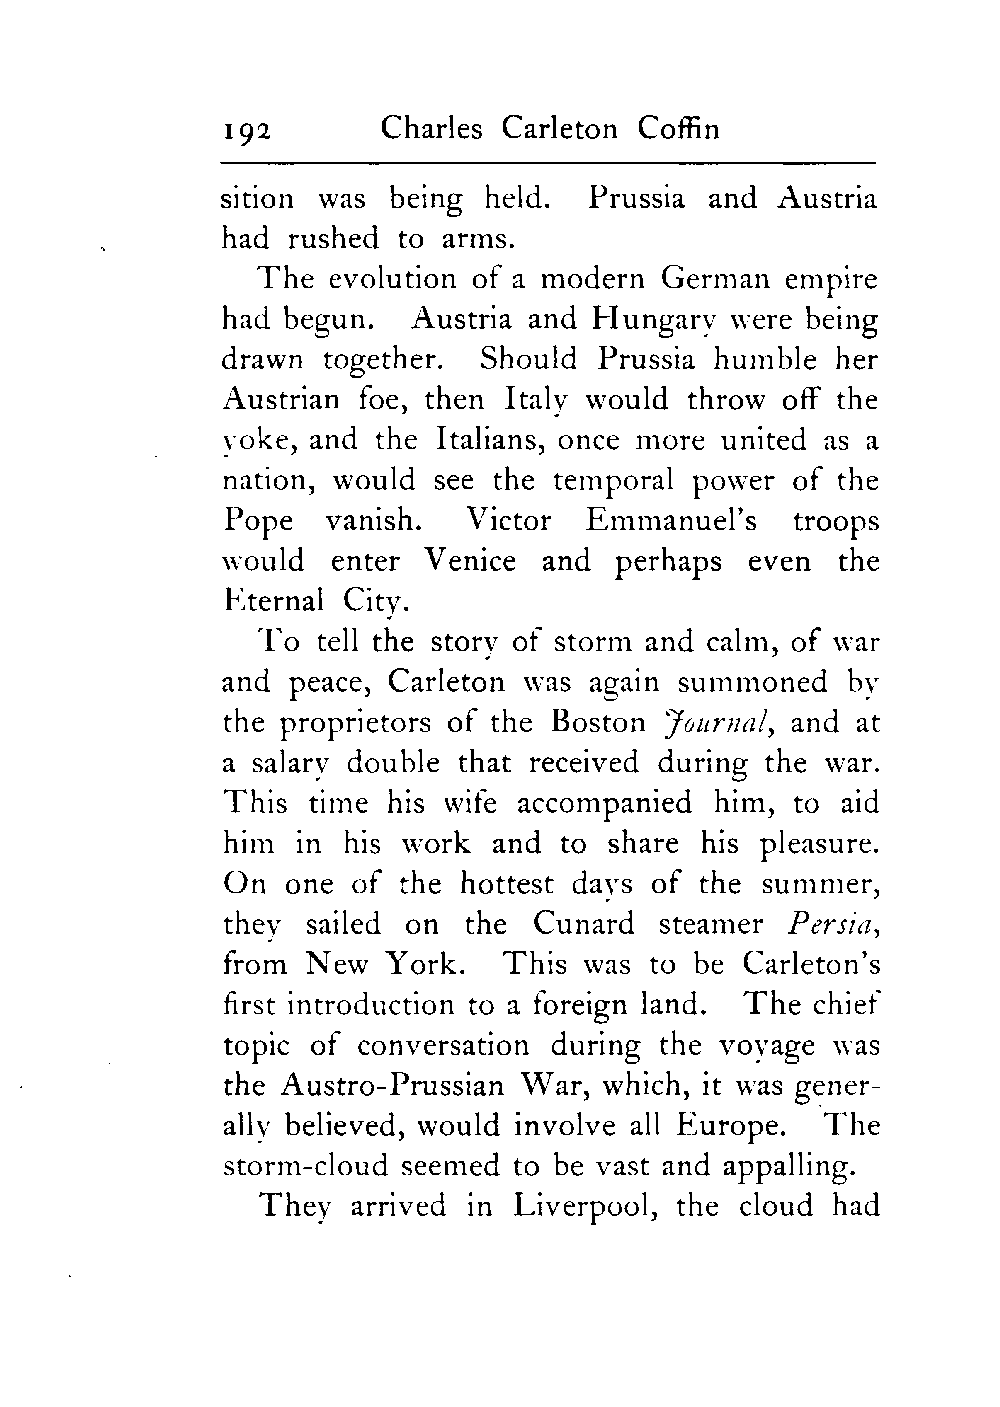 192 Charles Carleton Coffin
sition was being held. Prussia and Austria
had rushed to arms.
The evolution of a modern German empire
had begun. Austria and Hungary were being
drawn together. Should Prussia humble her
Austrian foe, then Italy would throw off the
yoke, and the Italians, once more united as a
nation, would see the temporal power of the
Pope vanish. Victor Emmanuel's troops
would enter Venice and perhaps even the
Eternal City.
To tell the story of storm and calm, of war
and peace, Carleton was again summoned by
the proprietors of the Boston Journal, and at
a salary double that received during the war.
This time his wife accompanied him, to aid
him in his work and to share his pleasure.
On one of the hottest days of the summer,
they sailed on the Cunard steamer Persia,
from New York. This was to be Carleton's
first introduction to a foreign land. The chief
topic of conversation during the voyage was
the Austro-Prussian War, which, it was gener-
ally believed, would involve all Europe. The
storm-cloud seemed to be vast and appalling.
They arrived in Liverpool, the cloud had